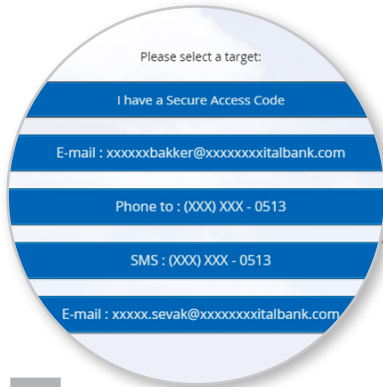 Please select a target:
I have a Secure Access Code
E-mail : xxxxxxbakker@xxxxxxxxitalbank.com
Phone to : (XXX) XXX - 0513
SMS : (XXX) XXX - 0513
E-mail : xxxxx.sevak@xxxxxxxxitalbank.com